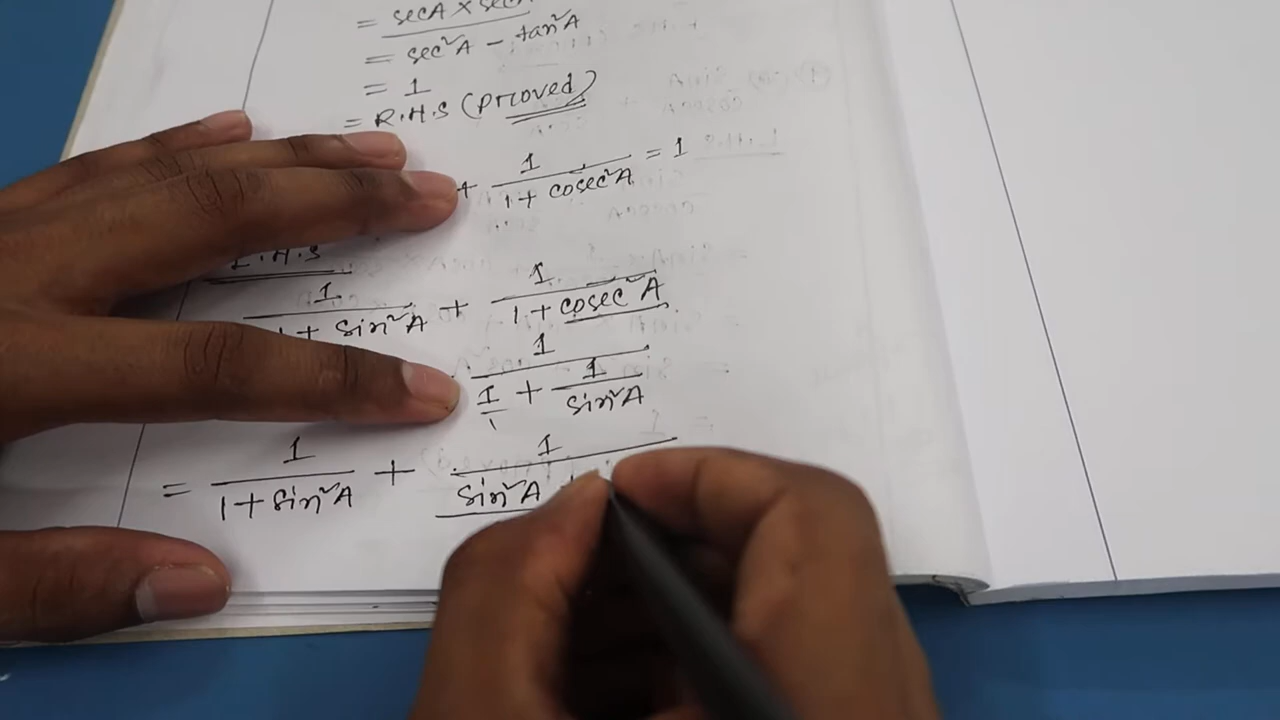 = secA × sec
= sec²A − tan²A
= 1
= R.H.S (Proved)
+ 1/(1 + cosec²A) = 1
L.H.S
1/(1 + sin²A) + 1/(1 + cosec²A)
1/(1/1 + 1/sin²A)
= 1/(1 + sin²A) + 1/(sin²A +